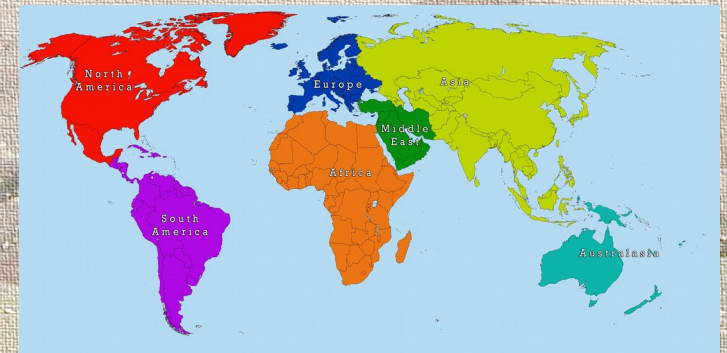 North
America
Europe
Asia
Middle
East
Africa
South
America
Australasia